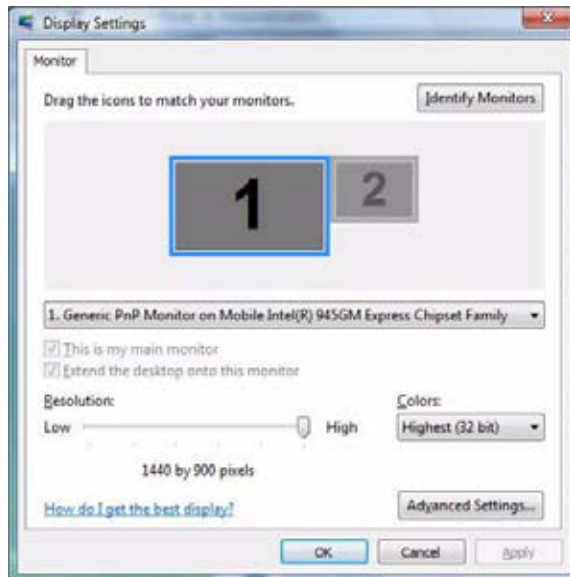 Display Settings
Monitor
Drag the icons to match your monitors.
Identify Monitors
1
2
1. Generic PnP Monitor on Mobile Intel(R) 945GM Express Chipset Family
This is my main monitor
Extend the desktop onto this monitor
Resolution:
Colors:
Low
High
Highest (32 bit)
1440 by 900 pixels
How do I get the best display?
Advanced Settings...
OK
Cancel
Apply